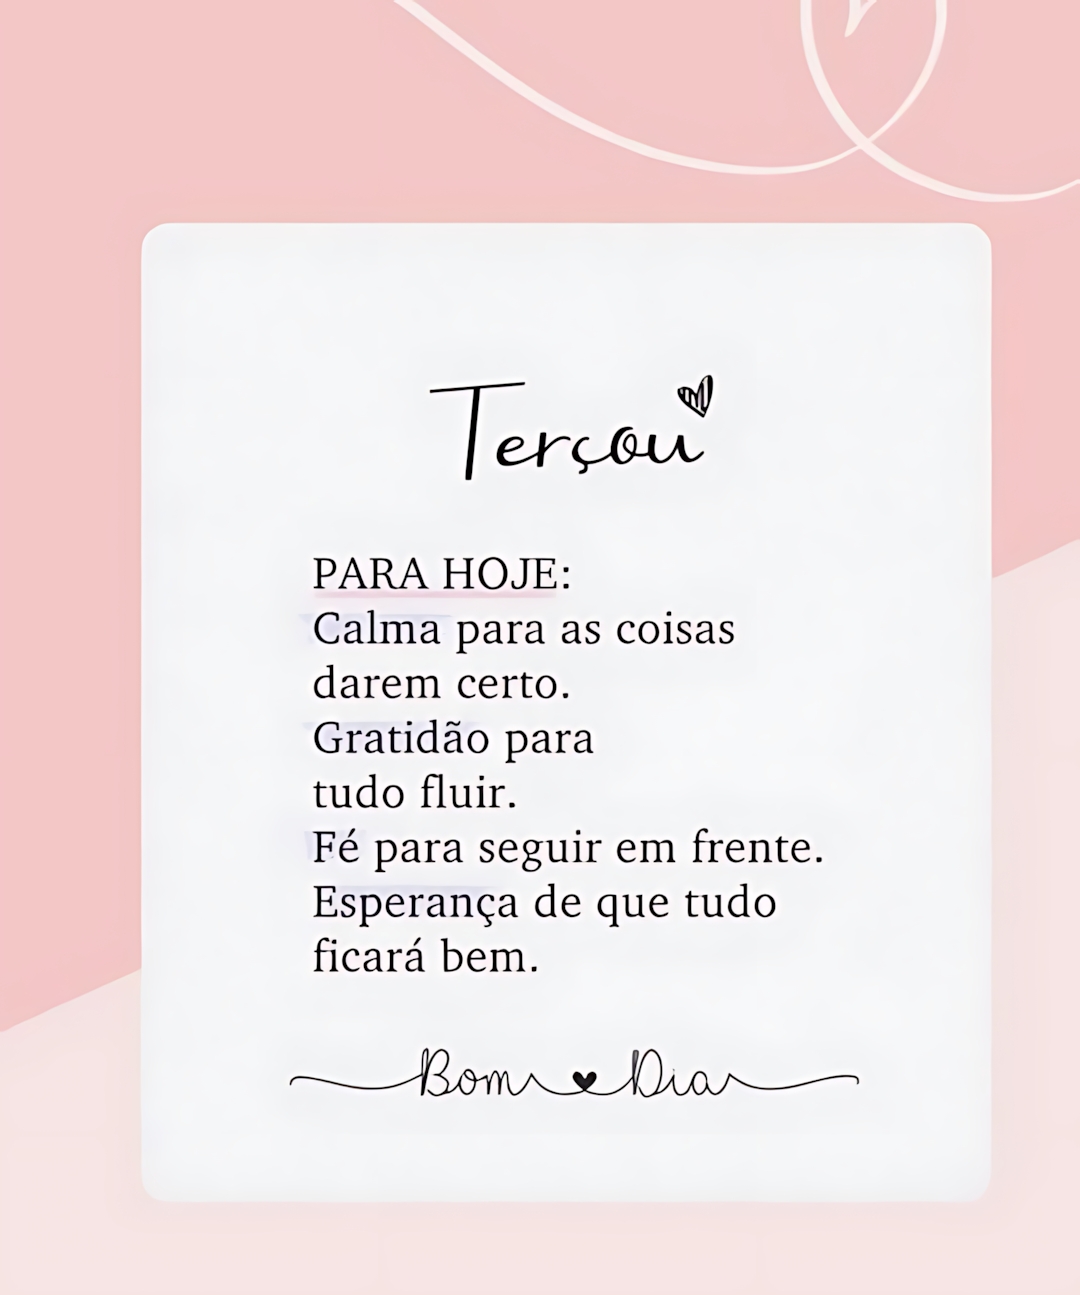 Terçou
PARA HOJE:
Calma para as coisas
darem certo.
Gratidão para
tudo fluir.
Fé para seguir em frente.
Esperança de que tudo
ficará bem.
Bom Dia